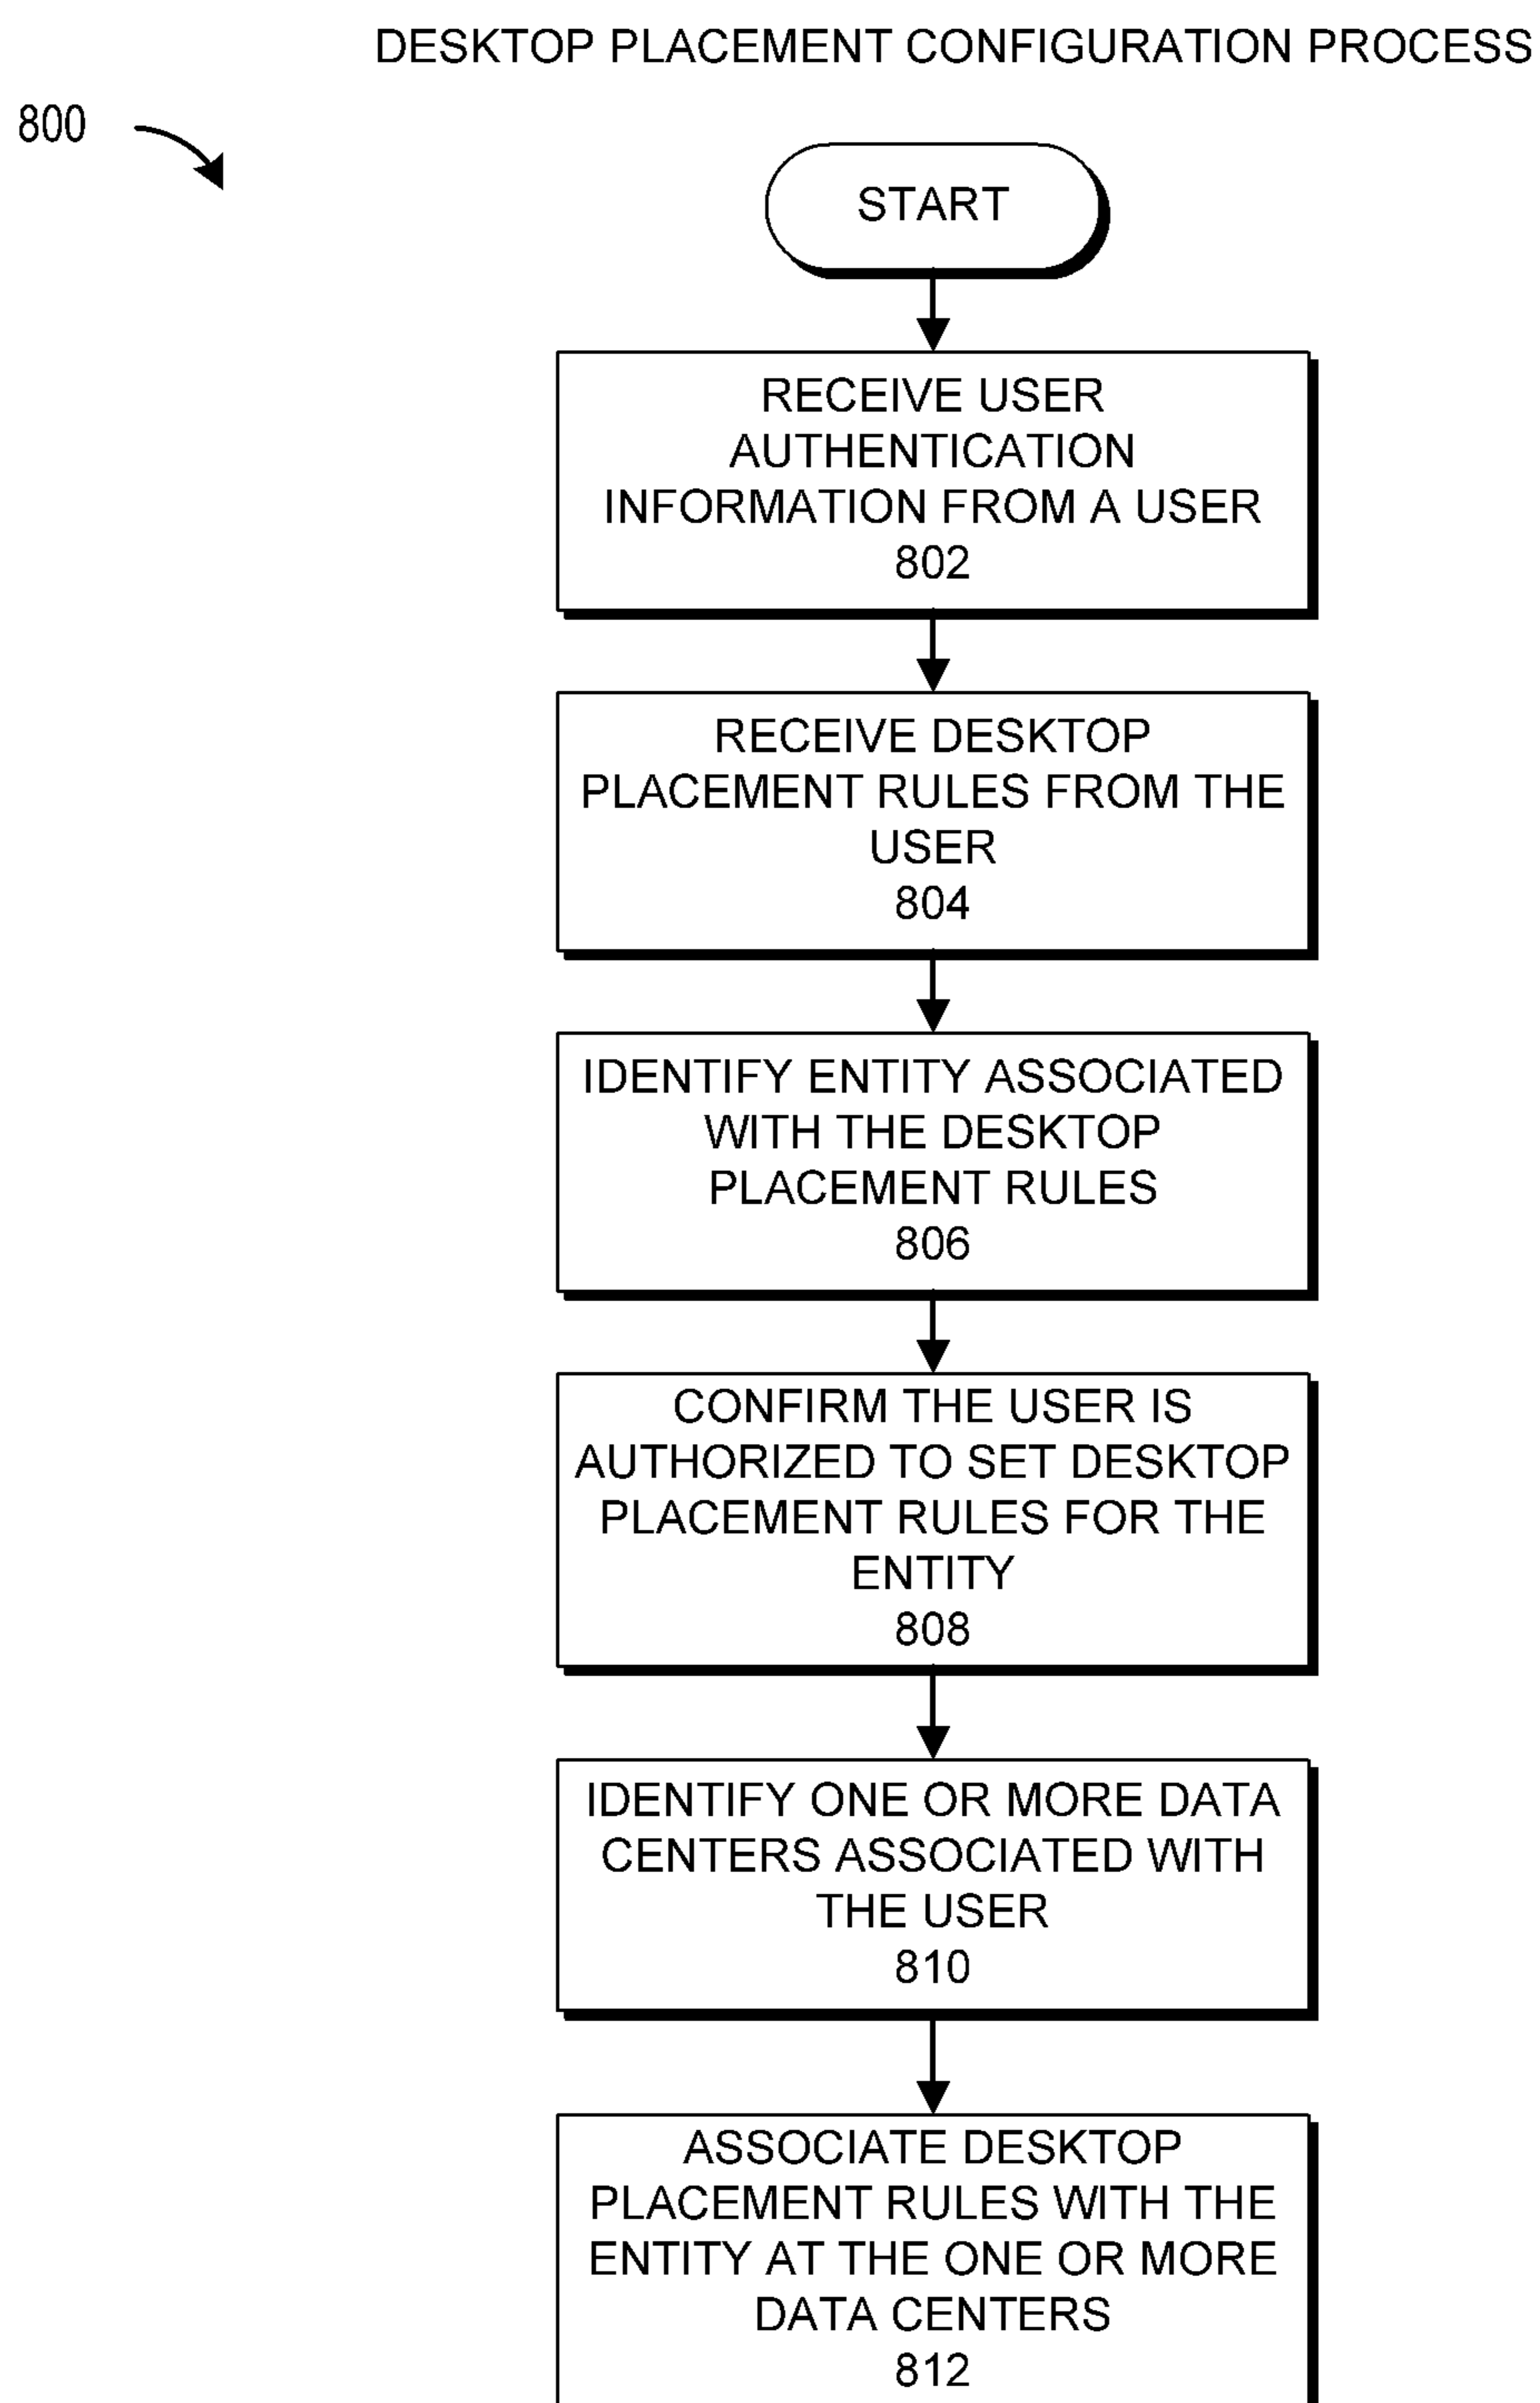 DESKTOP PLACEMENT CONFIGURATION PROCESS
800
START
RECEIVE USER
AUTHENTICATION
INFORMATION FROM A USER
802
RECEIVE DESKTOP
PLACEMENT RULES FROM THE
USER
804
IDENTIFY ENTITY ASSOCIATED
WITH THE DESKTOP
PLACEMENT RULES
806
CONFIRM THE USER IS
AUTHORIZED TO SET DESKTOP
PLACEMENT RULES FOR THE
ENTITY
808
IDENTIFY ONE OR MORE DATA
CENTERS ASSOCIATED WITH
THE USER
810
ASSOCIATE DESKTOP
PLACEMENT RULES WITH THE
ENTITY AT THE ONE OR MORE
DATA CENTERS
812